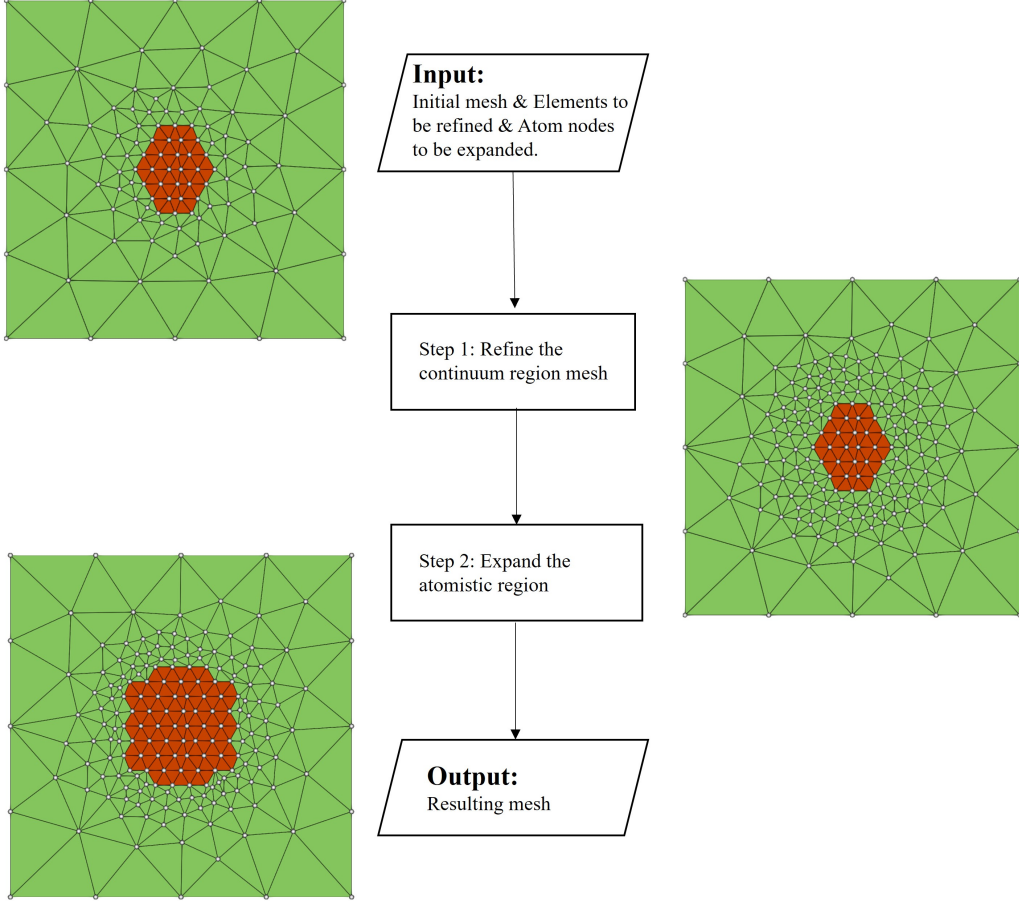 Input:
Initial mesh & Elements to
be refined & Atom nodes
to be expanded.
Step 1: Refine the
continuum region mesh
Step 2: Expand the
atomistic region
Output:
Resulting mesh